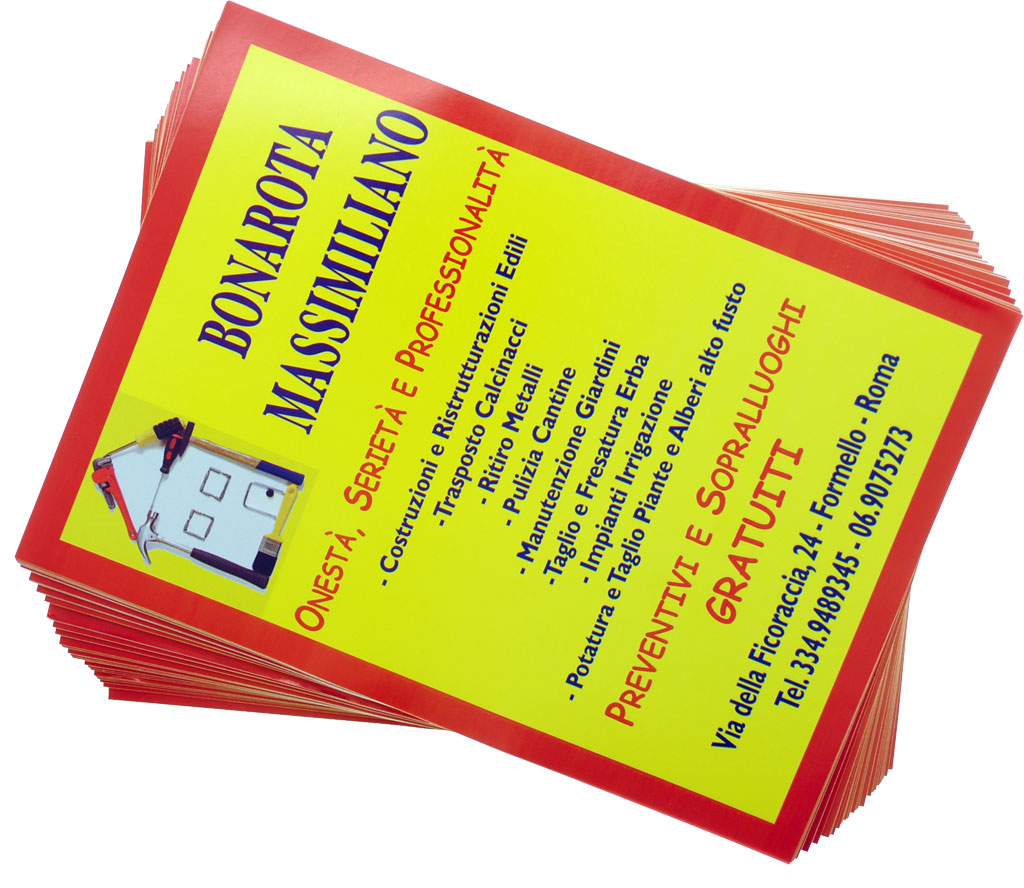 BONAROTA
MASSIMILIANO
ONESTÀ, SERIETÀ E PROFESSIONALITÀ
- Costruzioni e Ristrutturazioni Edili
-Trasposto Calcinacci
- Ritiro Metalli
- Pulizia Cantine
- Manutenzione Giardini
-Taglio e Fresatura Erba
- Impianti Irrigazione
- Potatura e Taglio Piante e Alberi alto fusto
PREVENTIVI E SOPRALLUOGHI
GRATUITI
Via della Ficoraccia, 24 - Formello - Roma
Tel. 334.9489345 - 06.9075273